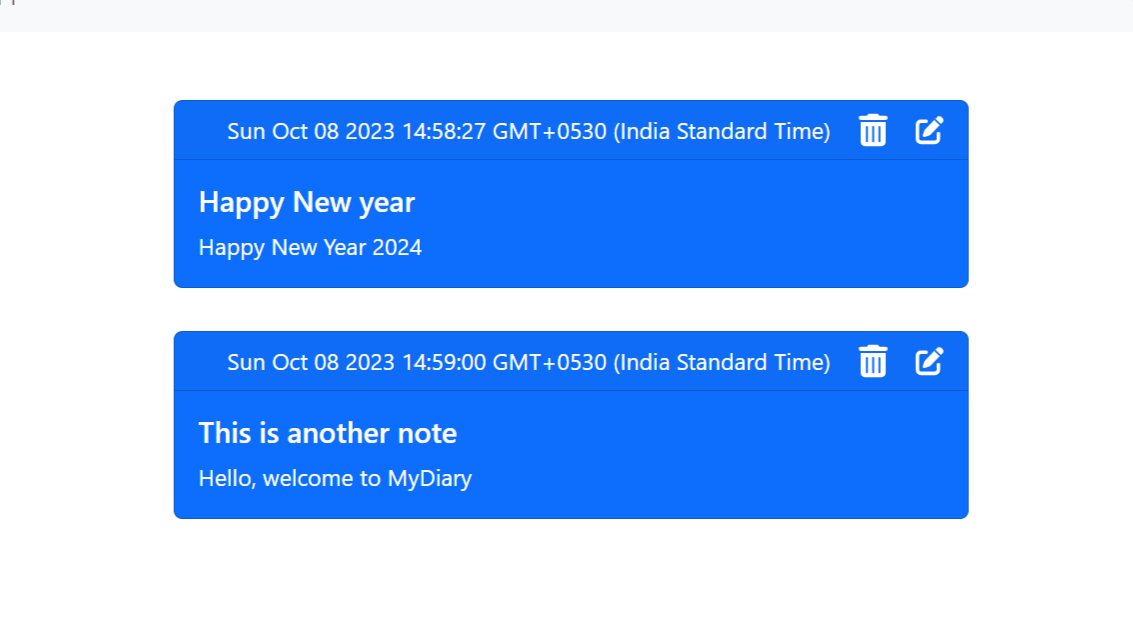 Sun Oct 08 2023 14:58:27 GMT+0530 (India Standard Time)
Happy New year
Happy New Year 2024
Sun Oct 08 2023 14:59:00 GMT+0530 (India Standard Time)
This is another note
Hello, welcome to MyDiary